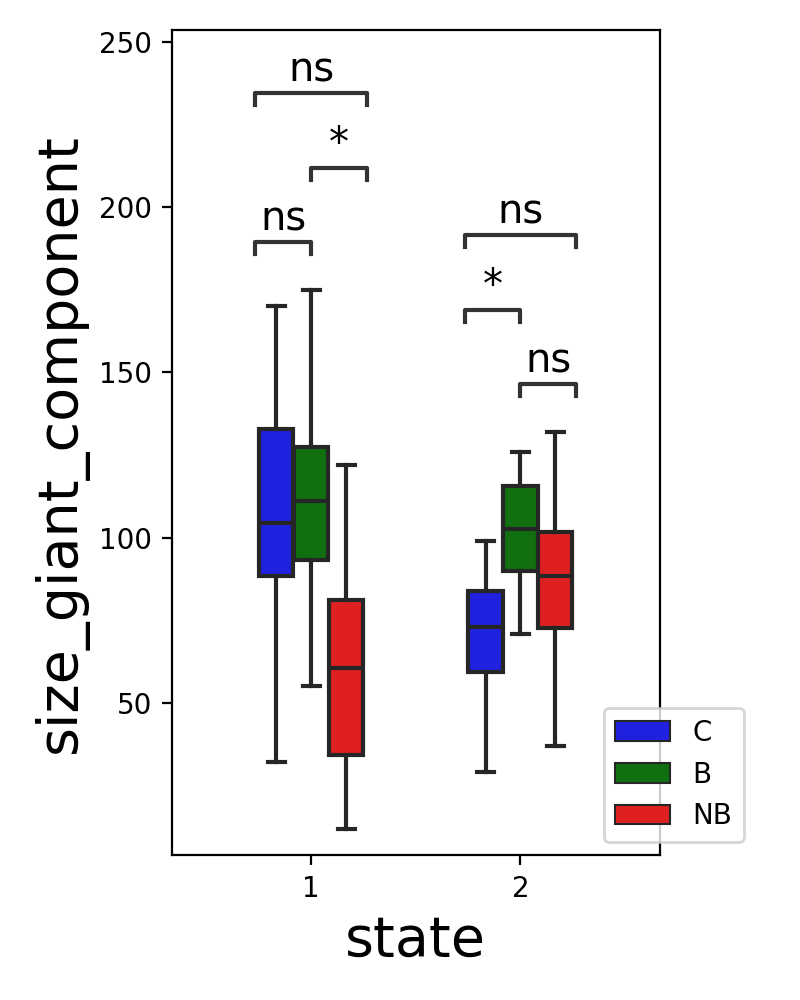 250
ns
*
ns
200
ns
*
150
ns
100
50
size_giant_component
C
B
NB
1
2
state